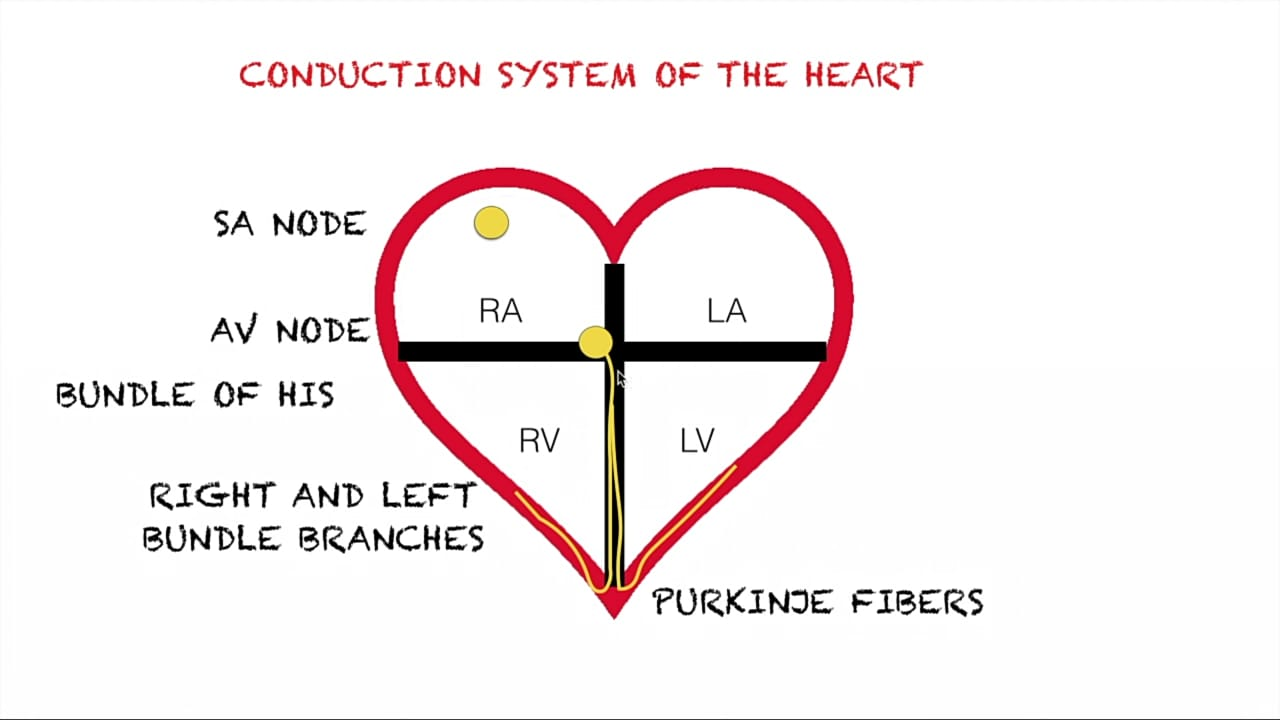 CONDUCTION SYSTEM OF THE HEART
SA NODE
RA
LA
AV NODE
BUNDLE OF HIS
RV
LV
RIGHT AND LEFT
BUNDLE BRANCHES
PURKINJE FIBERS